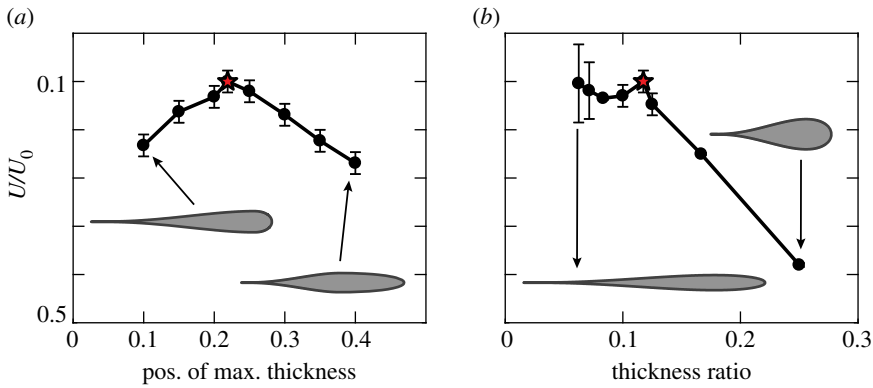 (a)
(b)
0.1
U/U0
0.5
0 0.1 0.2 0.3 0.4
pos. of max. thickness
0 0.1 0.2 0.3
thickness ratio